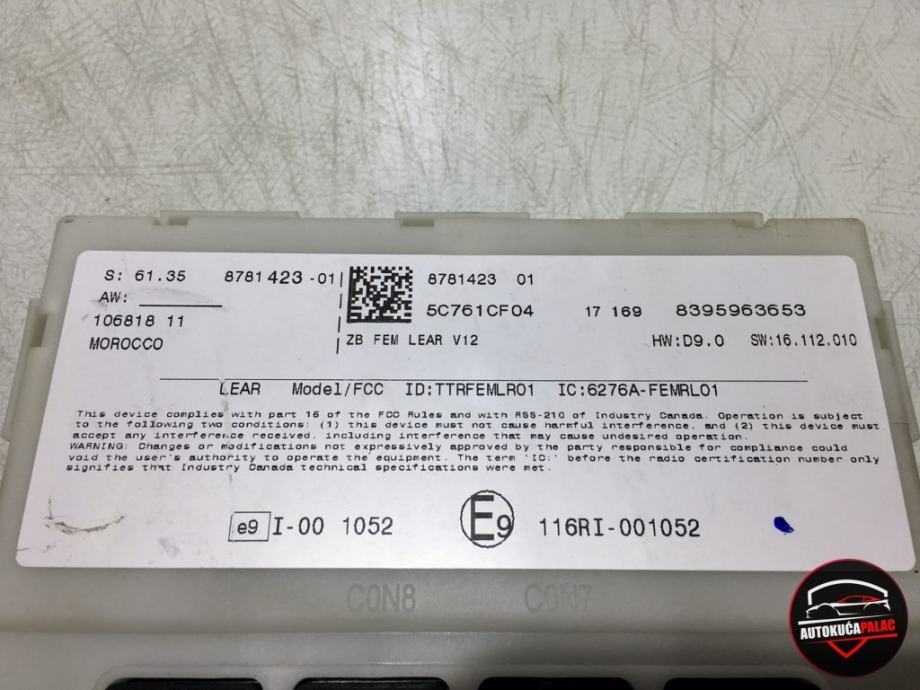 S: 61.35 8781423-01 8781423 01
AW:
5C761CF04 17 169 8395963653
106818 11
MOROCCO ZB FEM LEAR V12 HW:D9.0 SW:16.112.010
LEAR Model/FCC ID:TTRFEMLR01 IC:6276A-FEMRL01
This device complies with part 16 of the FCC Rules and with RSS-210 of Industry Canada. Operation is subject
to the following two conditions: (1) this device must not cause harmful interference, and (2) this device must
accept any interference received, including interference that may cause undesired operation.
WARNING: Changes or modifications not expressively approved by the party responsible for compliance could
void the user's authority to operate the equipment. The term 'IC:' before the radio certification number only
signifies that Industry Canada technical specifications were met.
e9 I-00 1052 E9 116RI-001052
CON8 CON7
AUTOKUĆA PALAC